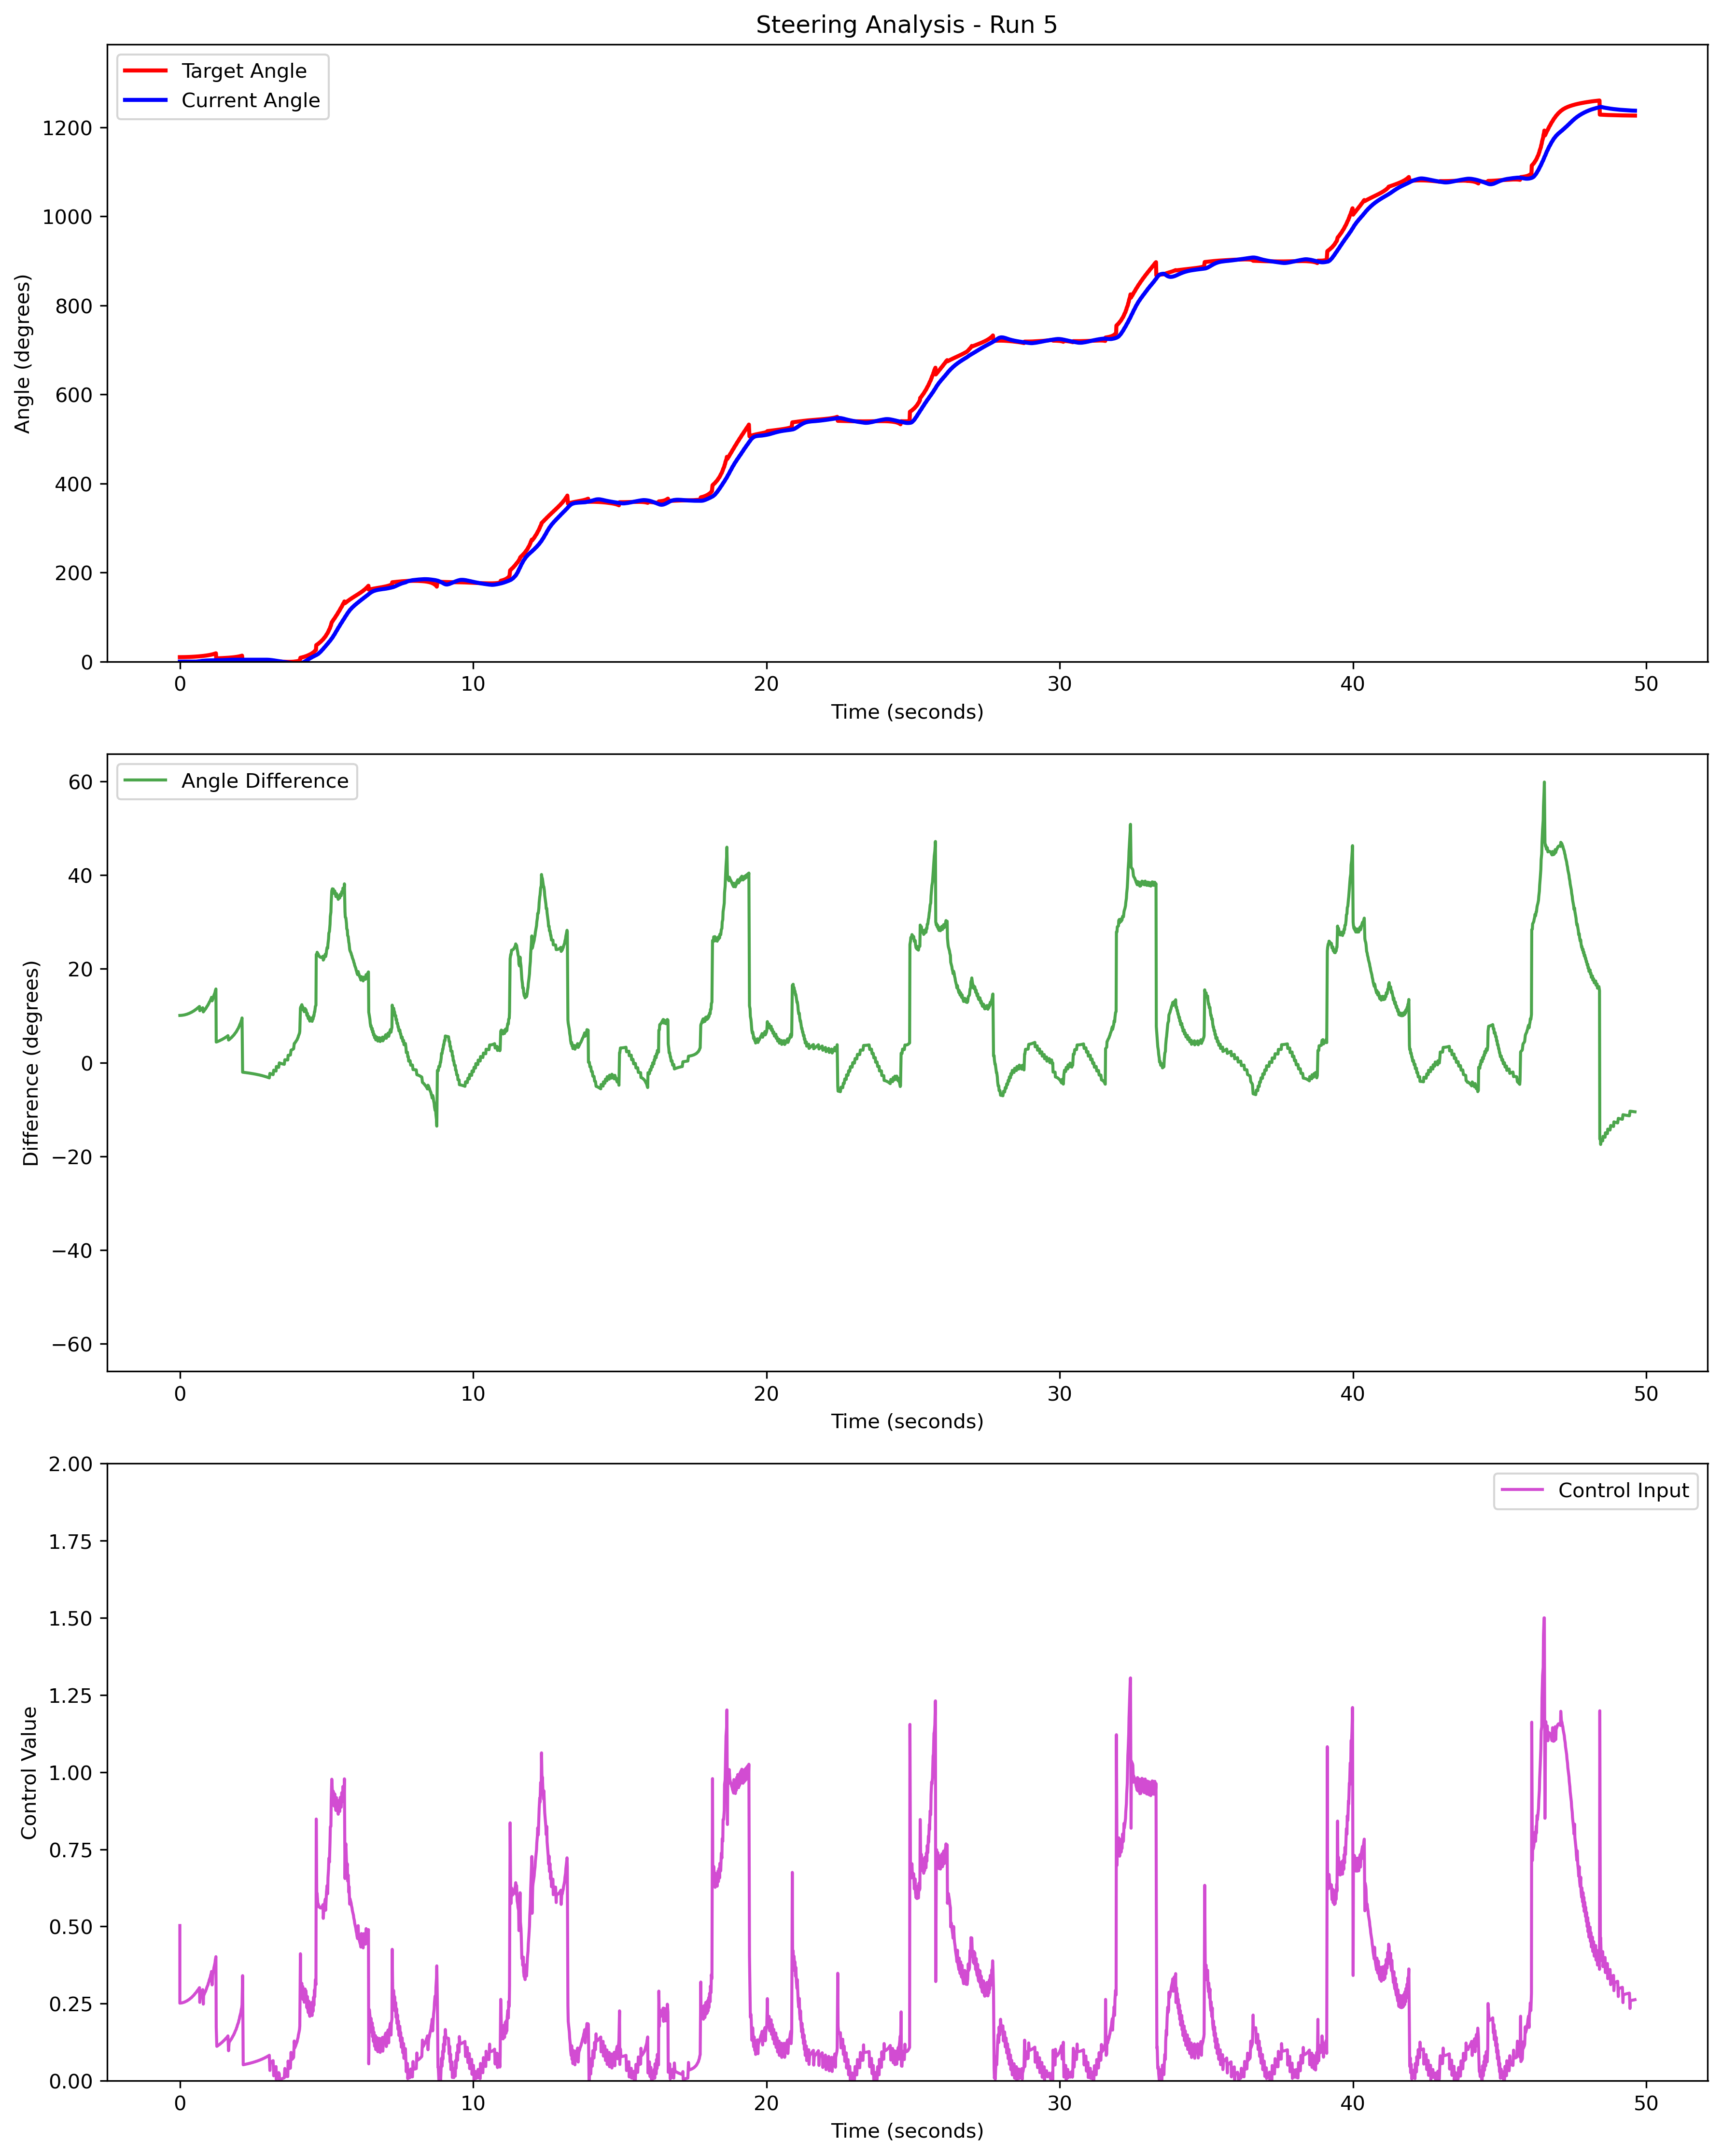 Steering Analysis - Run 5
Target Angle
Current Angle
Angle (degrees)
1200
1000
800
600
400
200
0
0 10 20 30 40 50
Time (seconds)
Angle Difference
Difference (degrees)
60
40
20
0
−20
−40
−60
0 10 20 30 40 50
Time (seconds)
Control Input
Control Value
2.00
1.75
1.50
1.25
1.00
0.75
0.50
0.25
0.00
0 10 20 30 40 50
Time (seconds)